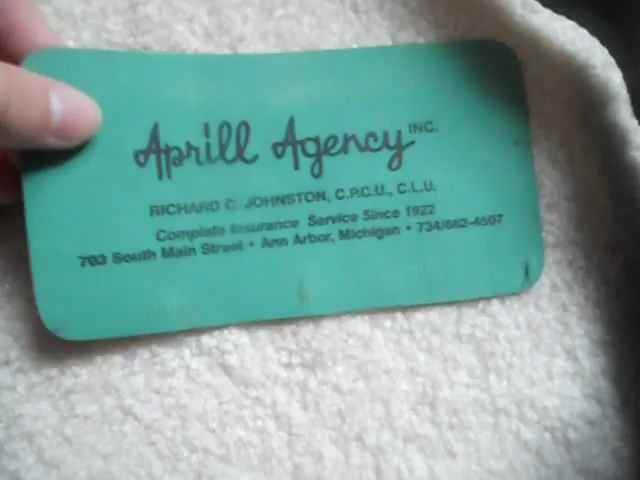 Aprill Agency INC.
RICHARD C. JOHNSTON, C.P.C.U., C.L.U.
Complete Insurance Service Since 1922
703 South Main Street • Ann Arbor, Michigan • 734/662-4507